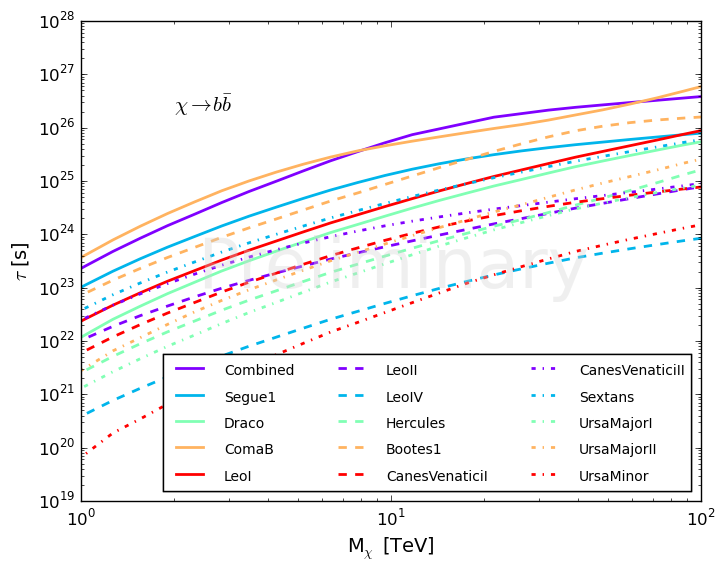 10^28
10^27
10^26
10^25
10^24
10^23
10^22
10^21
10^20
10^19
τ [s]
χ→bb̄
Preliminary
Combined LeoII CanesVenaticiII
Segue1 LeoIV Sextans
Draco Hercules UrsaMajorI
ComaB Bootes1 UrsaMajorII
LeoI CanesVenaticiI UrsaMinor
10^0 10^1 10^2
M_χ [TeV]